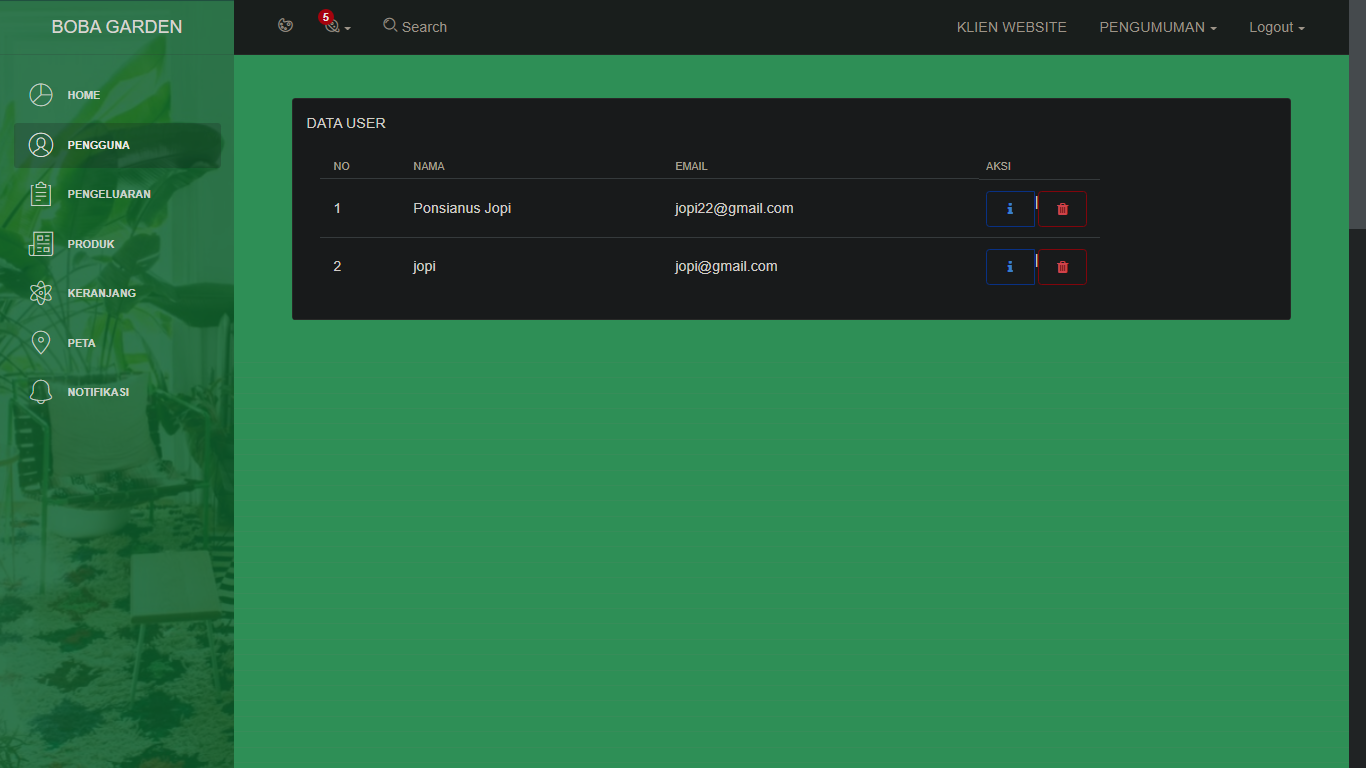 BOBA GARDEN
5
Search
KLIEN WEBSITE
PENGUMUMAN
Logout
HOME
PENGGUNA
PENGELUARAN
PRODUK
KERANJANG
PETA
NOTIFIKASI
DATA USER
NO NAMA EMAIL AKSI
1 Ponsianus Jopi jopi22@gmail.com |
2 jopi jopi@gmail.com |